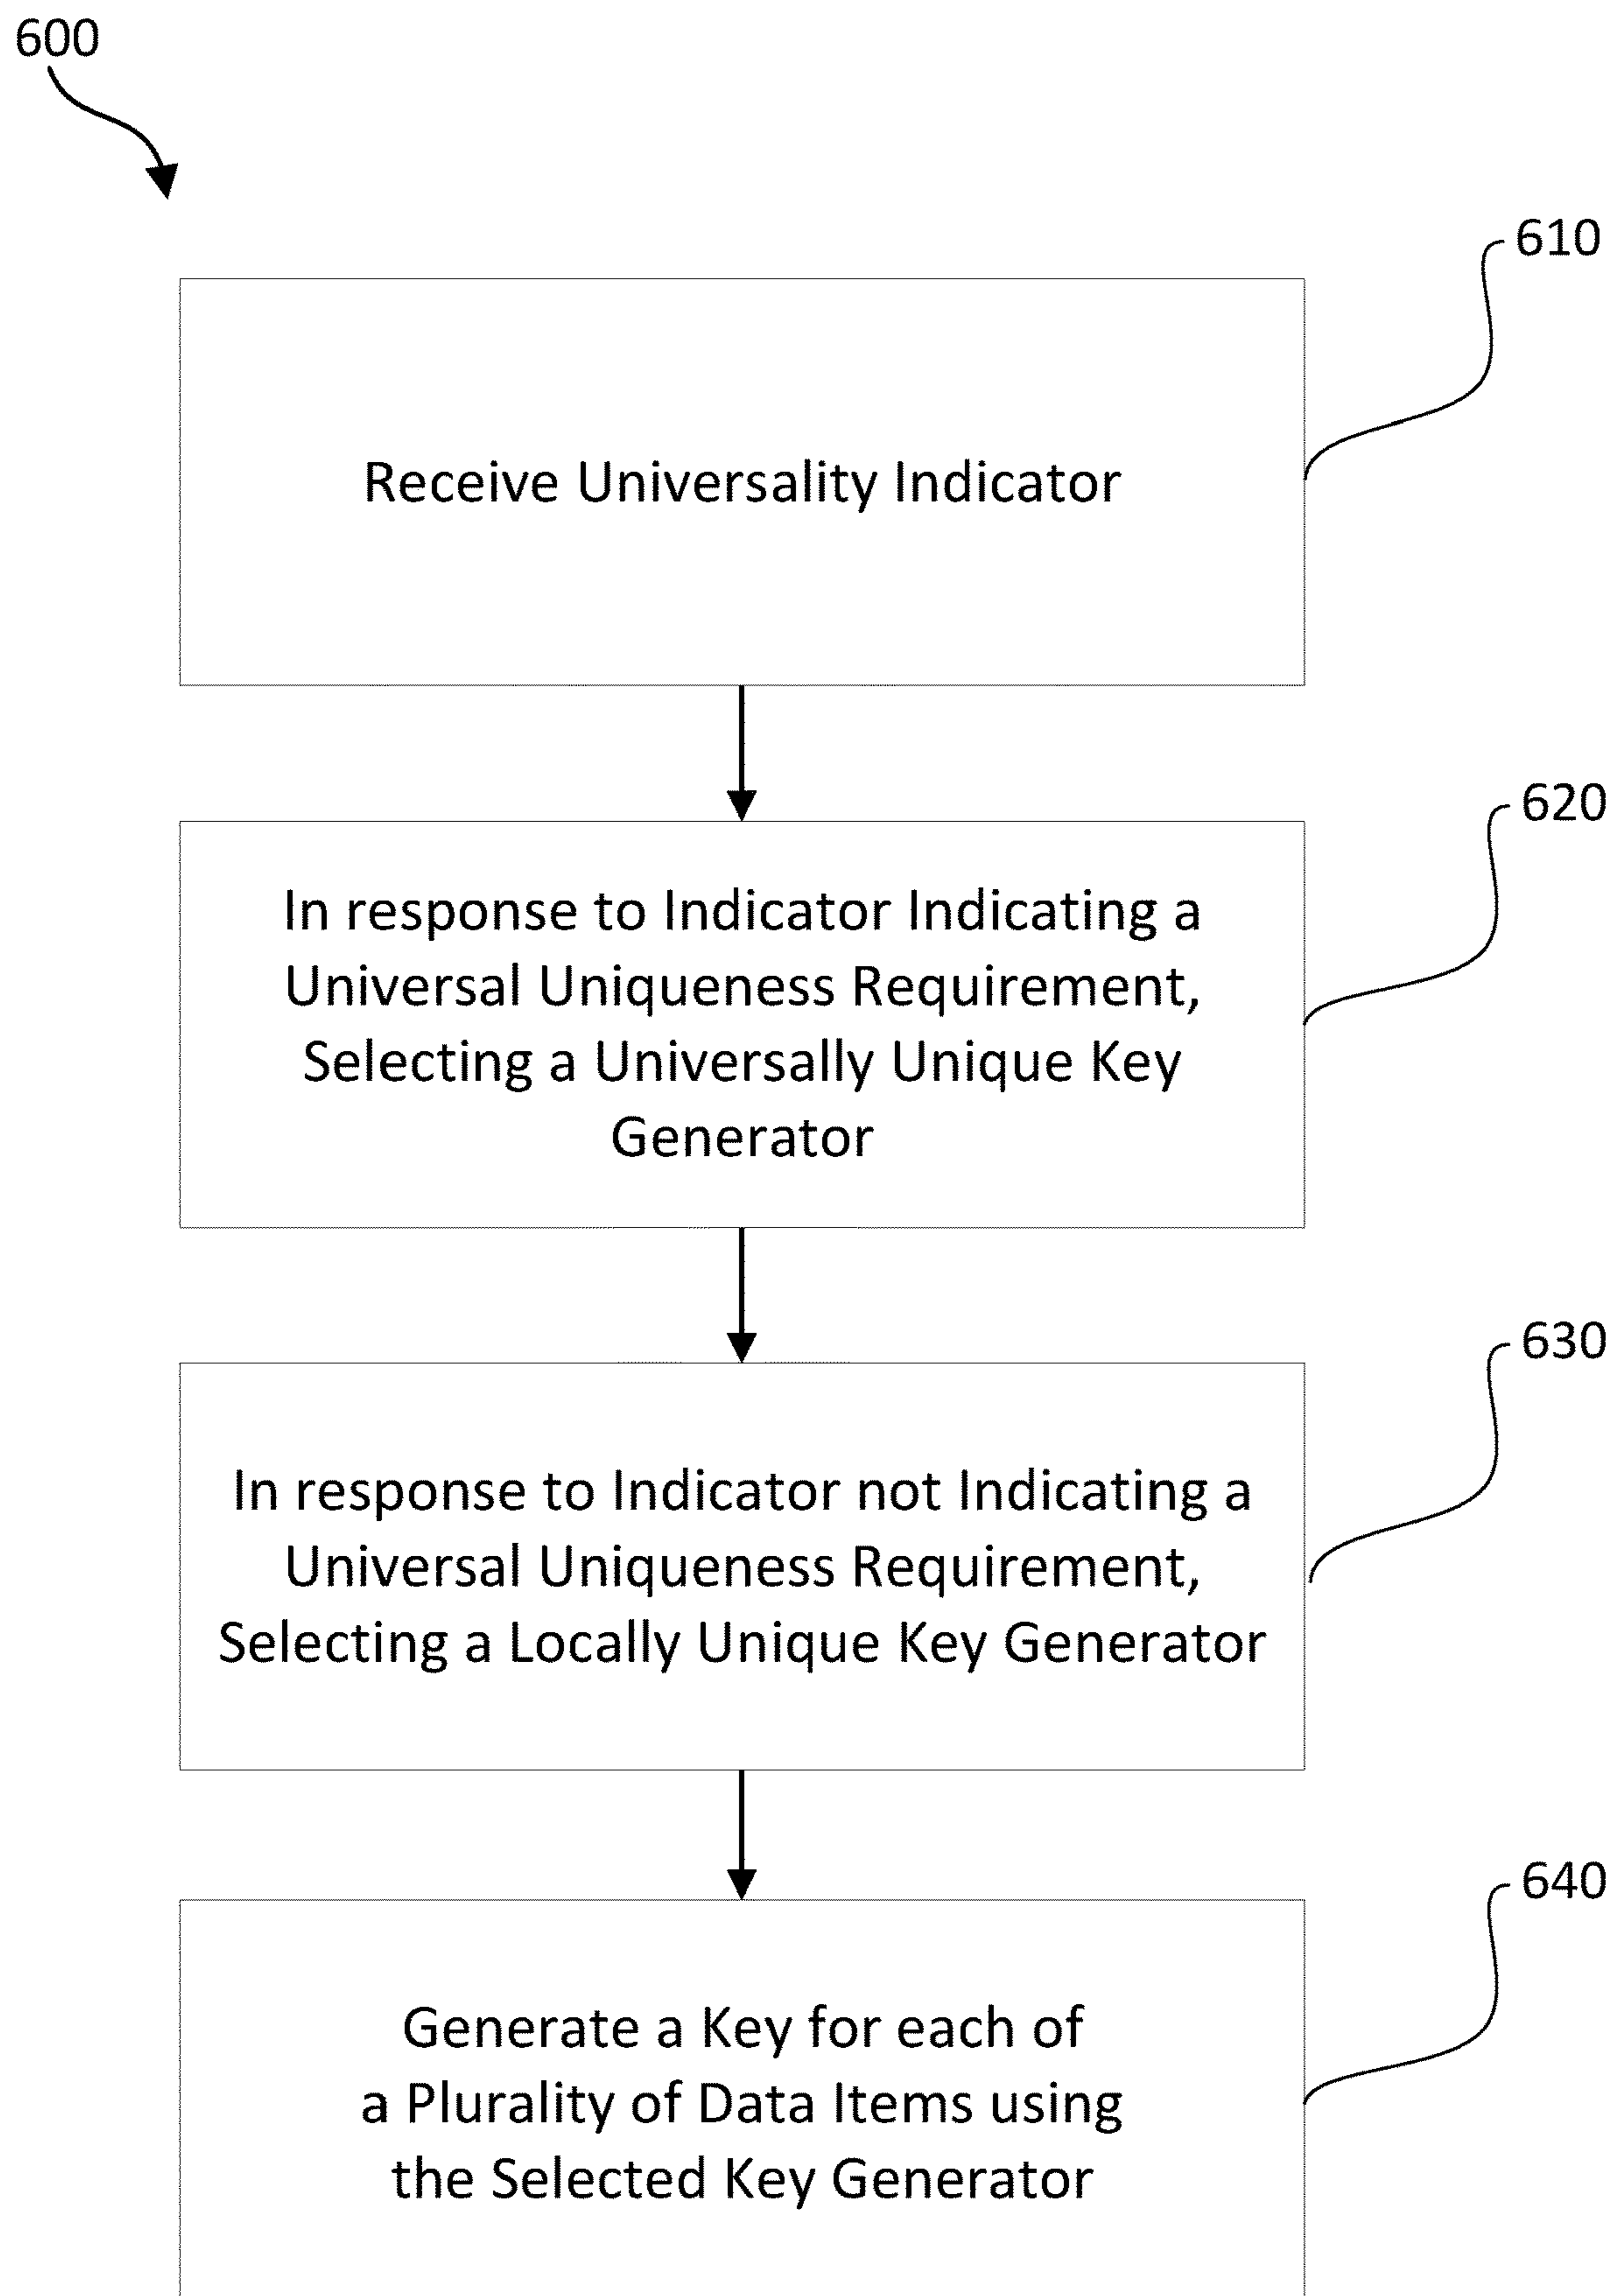 600
610
Receive Universality Indicator
620
In response to Indicator Indicating a
Universal Uniqueness Requirement,
Selecting a Universally Unique Key
Generator
630
In response to Indicator not Indicating a
Universal Uniqueness Requirement,
Selecting a Locally Unique Key Generator
640
Generate a Key for each of
a Plurality of Data Items using
the Selected Key Generator